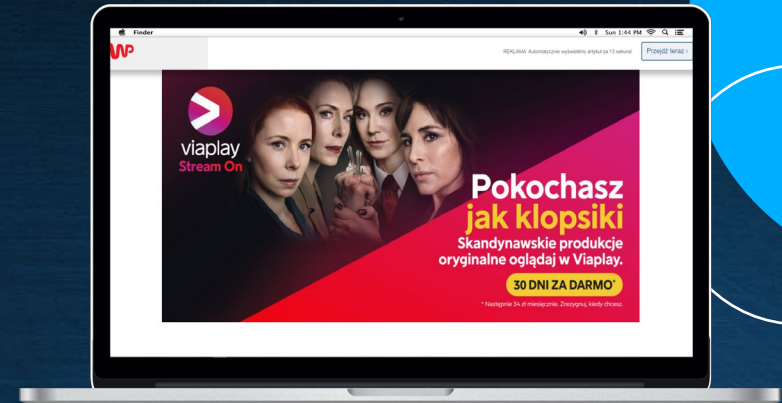 Finder
Sun 1:44 PM
WP
REKLAMA Automatycznie wyświetlimy artykuł za 13 sekund
Przejdź teraz ›
viaplay
Stream On
Pokochasz
jak klopsiki
Skandynawskie produkcje
oryginalne oglądaj w Viaplay.
30 DNI ZA DARMO*
* Następnie 34 zł miesięcznie. Zrezygnuj, kiedy chcesz.